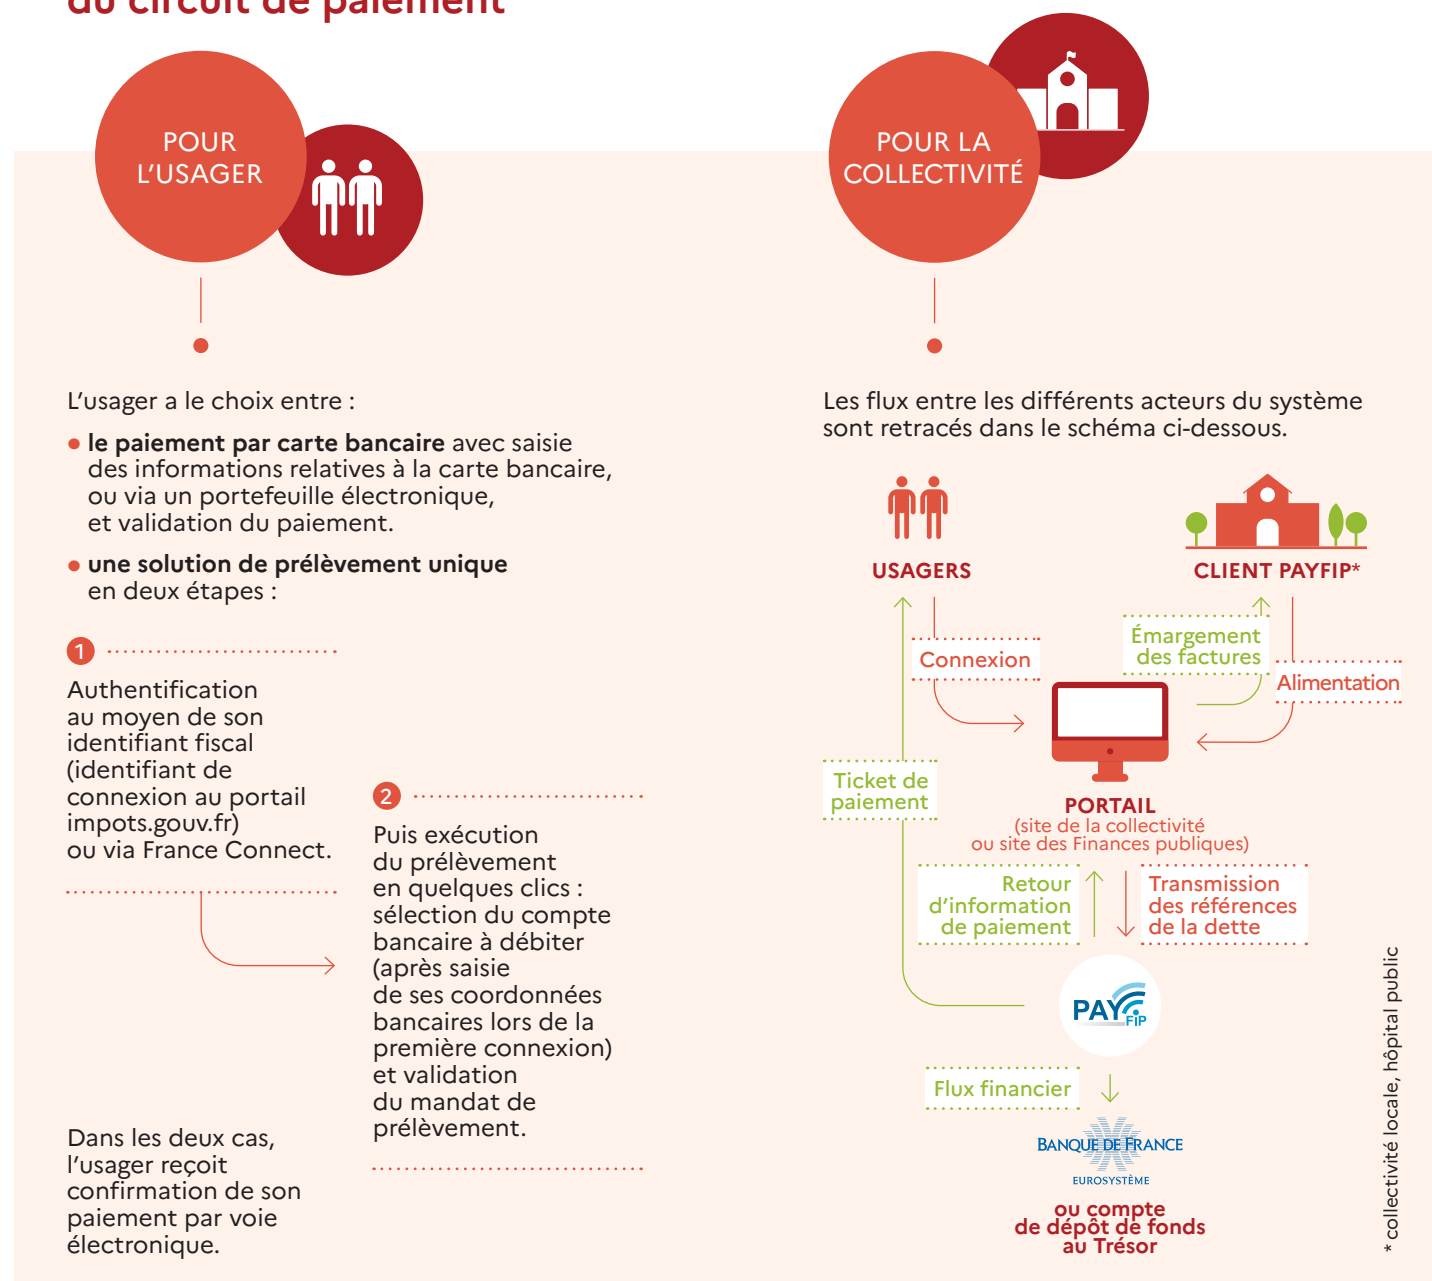 du circuit de paiement
POUR
L'USAGER
L'usager a le choix entre :
• le paiement par carte bancaire avec saisie
des informations relatives à la carte bancaire,
ou via un portefeuille électronique,
et validation du paiement.
• une solution de prélèvement unique
en deux étapes :
1
Authentification
au moyen de son
identifiant fiscal
(identifiant de
connexion au portail
impots.gouv.fr)
ou via France Connect.
2
Puis exécution
du prélèvement
en quelques clics :
sélection du compte
bancaire à débiter
(après saisie
de ses coordonnées
bancaires lors de la
première connexion)
et validation
du mandat de
prélèvement.
Dans les deux cas,
l'usager reçoit
confirmation de son
paiement par voie
électronique.
POUR LA
COLLECTIVITÉ
Les flux entre les différents acteurs du système
sont retracés dans le schéma ci-dessous.
USAGERS
CLIENT PAYFIP*
Connexion
Émargement
des factures
Alimentation
Ticket de
paiement
PORTAIL
(site de la collectivité
ou site des Finances publiques)
Retour
d'information
de paiement
Transmission
des références
de la dette
PAY
FiP
Flux financier
BANQUE DE FRANCE
EUROSYSTÈME
ou compte
de dépôt de fonds
au Trésor
* collectivité locale, hôpital public